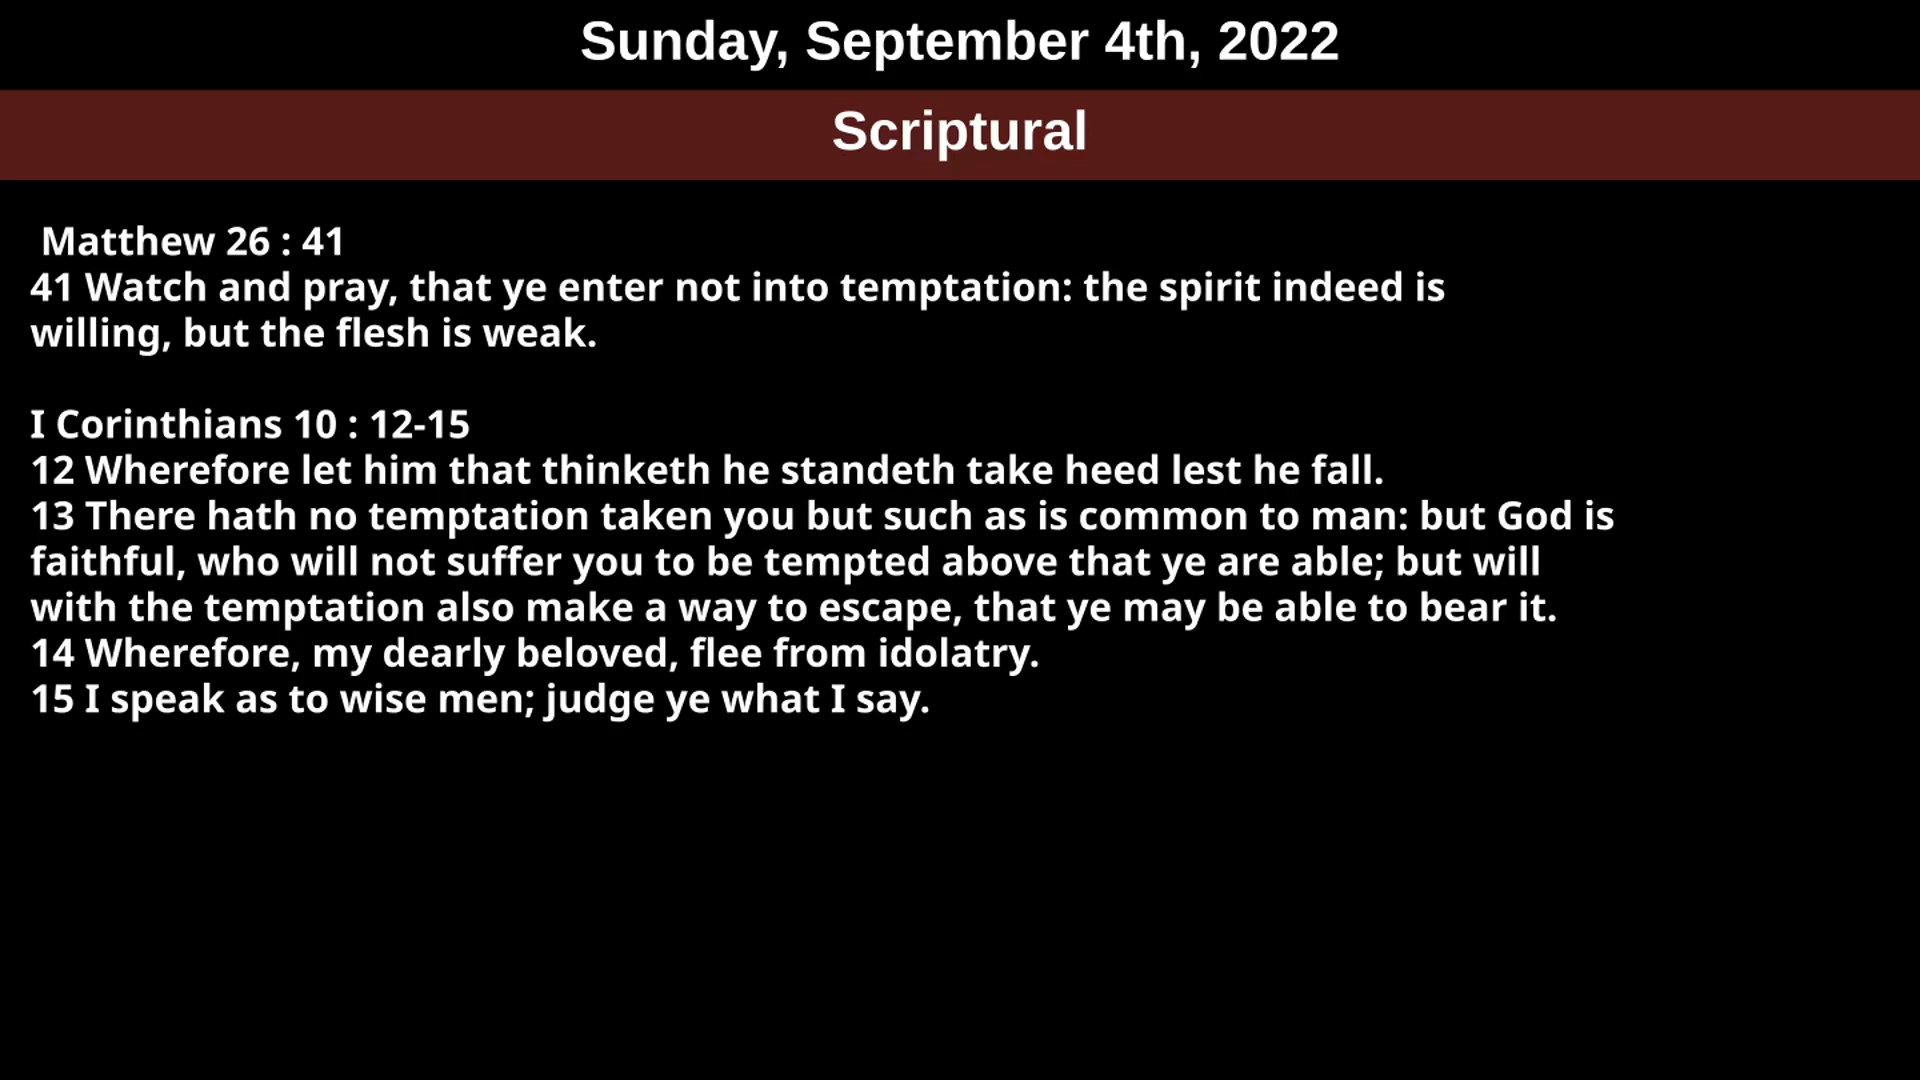 Sunday, September 4th, 2022
Scriptural
Matthew 26 : 41
41 Watch and pray, that ye enter not into temptation: the spirit indeed is
willing, but the flesh is weak.
I Corinthians 10 : 12-15
12 Wherefore let him that thinketh he standeth take heed lest he fall.
13 There hath no temptation taken you but such as is common to man: but God is
faithful, who will not suffer you to be tempted above that ye are able; but will
with the temptation also make a way to escape, that ye may be able to bear it.
14 Wherefore, my dearly beloved, flee from idolatry.
15 I speak as to wise men; judge ye what I say.